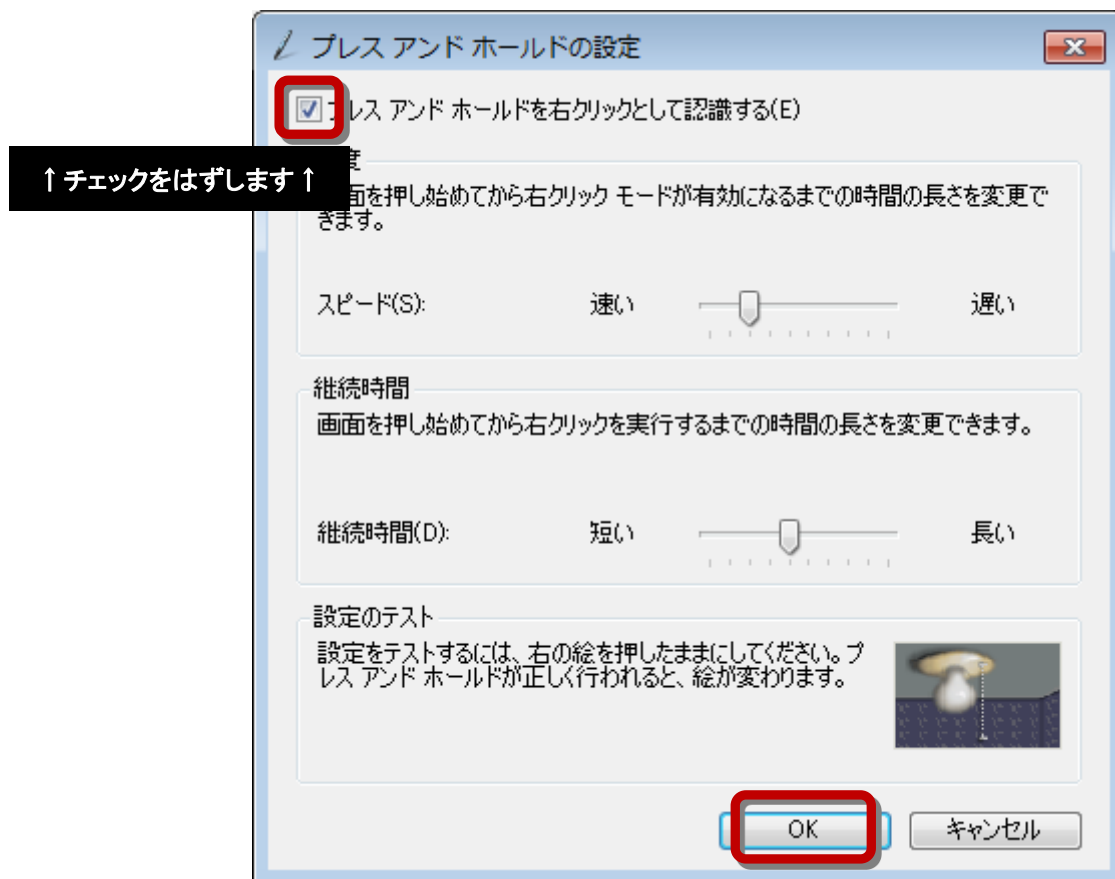 プレス アンド ホールドの設定
プレス アンド ホールドを右クリックとして認識する(E)
↑チェックをはずします↑
度
面を押し始めてから右クリック モードが有効になるまでの時間の長さを変更で
きます。
スピード(S): 速い 遅い
継続時間
画面を押し始めてから右クリックを実行するまでの時間の長さを変更できます。
継続時間(D): 短い 長い
設定のテスト
設定をテストするには、右の絵を押したままにしてください。プ
レス アンド ホールドが正しく行われると、絵が変わります。
OK キャンセル